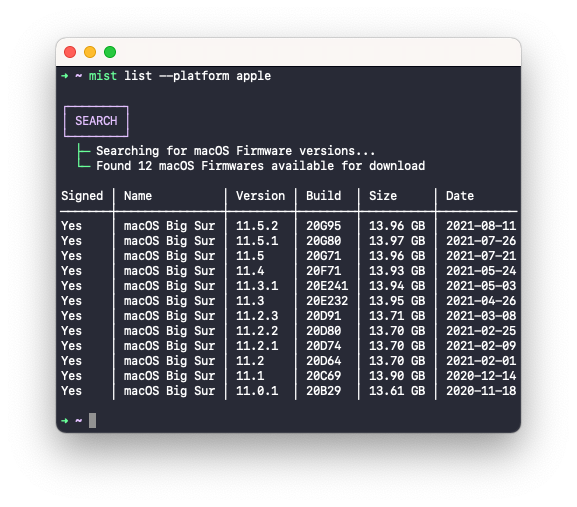 ➜ ~ mist list --platform apple
SEARCH
Searching for macOS Firmware versions...
Found 12 macOS Firmwares available for download
Signed | Name | Version | Build | Size | Date
Yes | macOS Big Sur | 11.5.2 | 20G95 | 13.96 GB | 2021-08-11
Yes | macOS Big Sur | 11.5.1 | 20G80 | 13.97 GB | 2021-07-26
Yes | macOS Big Sur | 11.5 | 20G71 | 13.96 GB | 2021-07-21
Yes | macOS Big Sur | 11.4 | 20F71 | 13.93 GB | 2021-05-24
Yes | macOS Big Sur | 11.3.1 | 20E241 | 13.94 GB | 2021-05-03
Yes | macOS Big Sur | 11.3 | 20E232 | 13.95 GB | 2021-04-26
Yes | macOS Big Sur | 11.2.3 | 20D91 | 13.71 GB | 2021-03-08
Yes | macOS Big Sur | 11.2.2 | 20D80 | 13.70 GB | 2021-02-25
Yes | macOS Big Sur | 11.2.1 | 20D74 | 13.70 GB | 2021-02-09
Yes | macOS Big Sur | 11.2 | 20D64 | 13.70 GB | 2021-02-01
Yes | macOS Big Sur | 11.1 | 20C69 | 13.90 GB | 2020-12-14
Yes | macOS Big Sur | 11.0.1 | 20B29 | 13.61 GB | 2020-11-18
➜ ~